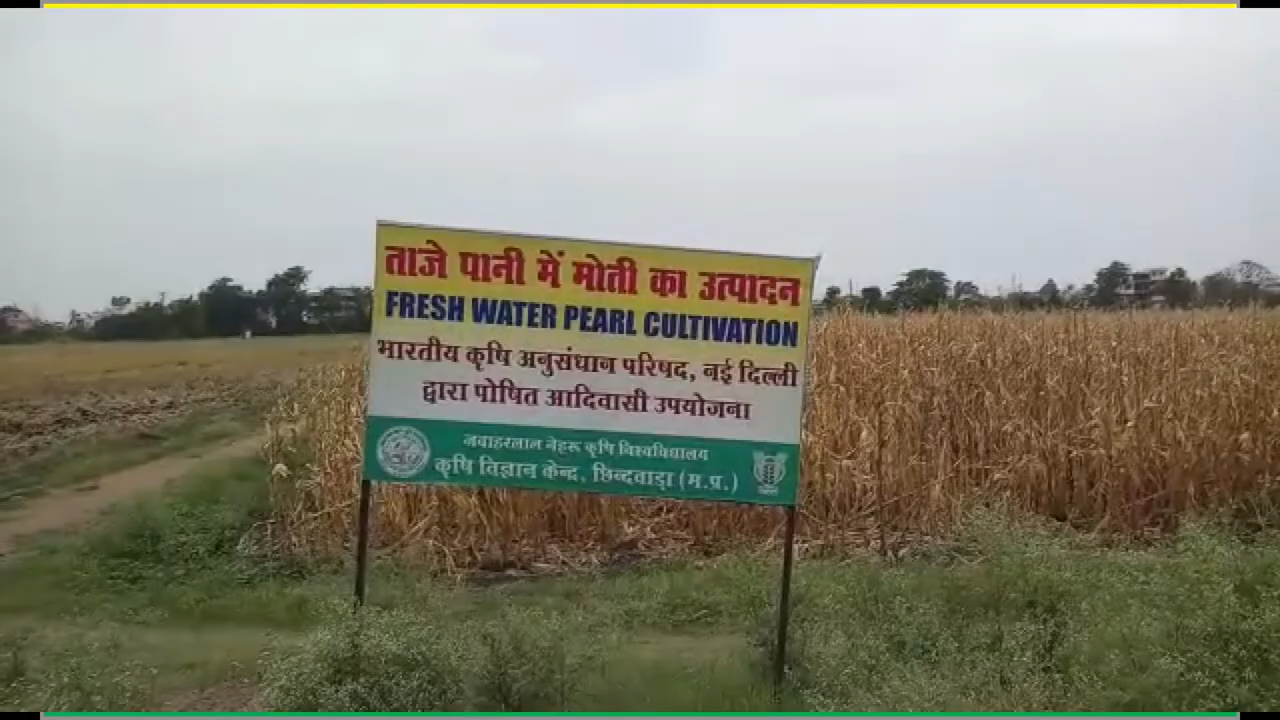 ताजे पानी में मोती का उत्पादन
FRESH WATER PEARL CULTIVATION
भारतीय कृषि अनुसंधान परिषद, नई दिल्ली
द्वारा पोषित आदिवासी उपयोजना
जवाहरलाल नेहरू कृषि विश्वविद्यालय
कृषि विज्ञान केन्द्र, छिन्दवाड़ा (म.प्र.)